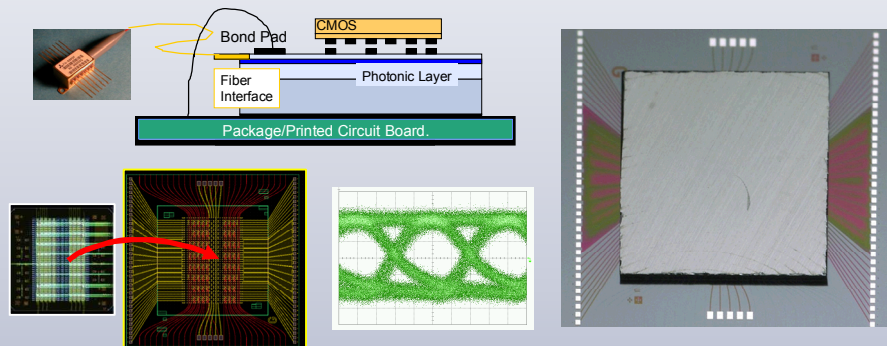 CMOS
Bond Pad
Photonic Layer
Fiber
Interface
Package/Printed Circuit Board.